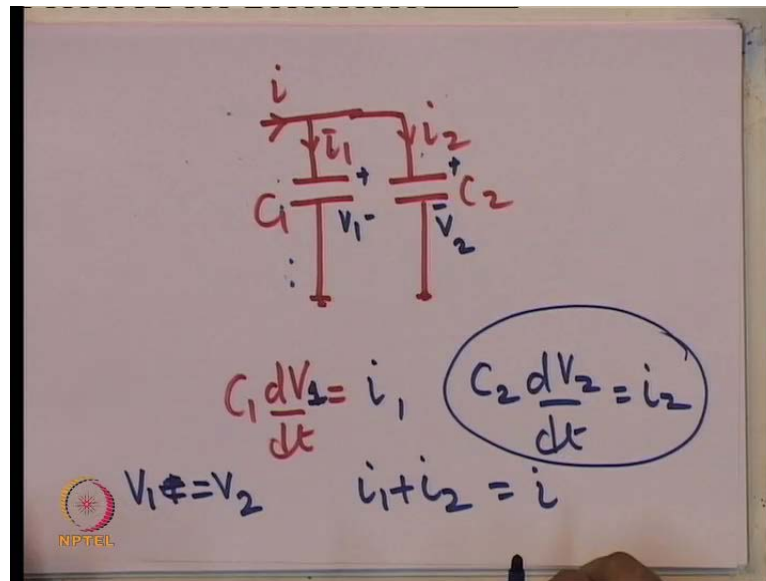 i
i1 i2
C1 + V1 - + - V2 C2
C1 dV1/dt = i1, C2 dV2/dt = i2
V1 = V2 i1 + i2 = i
NPTEL